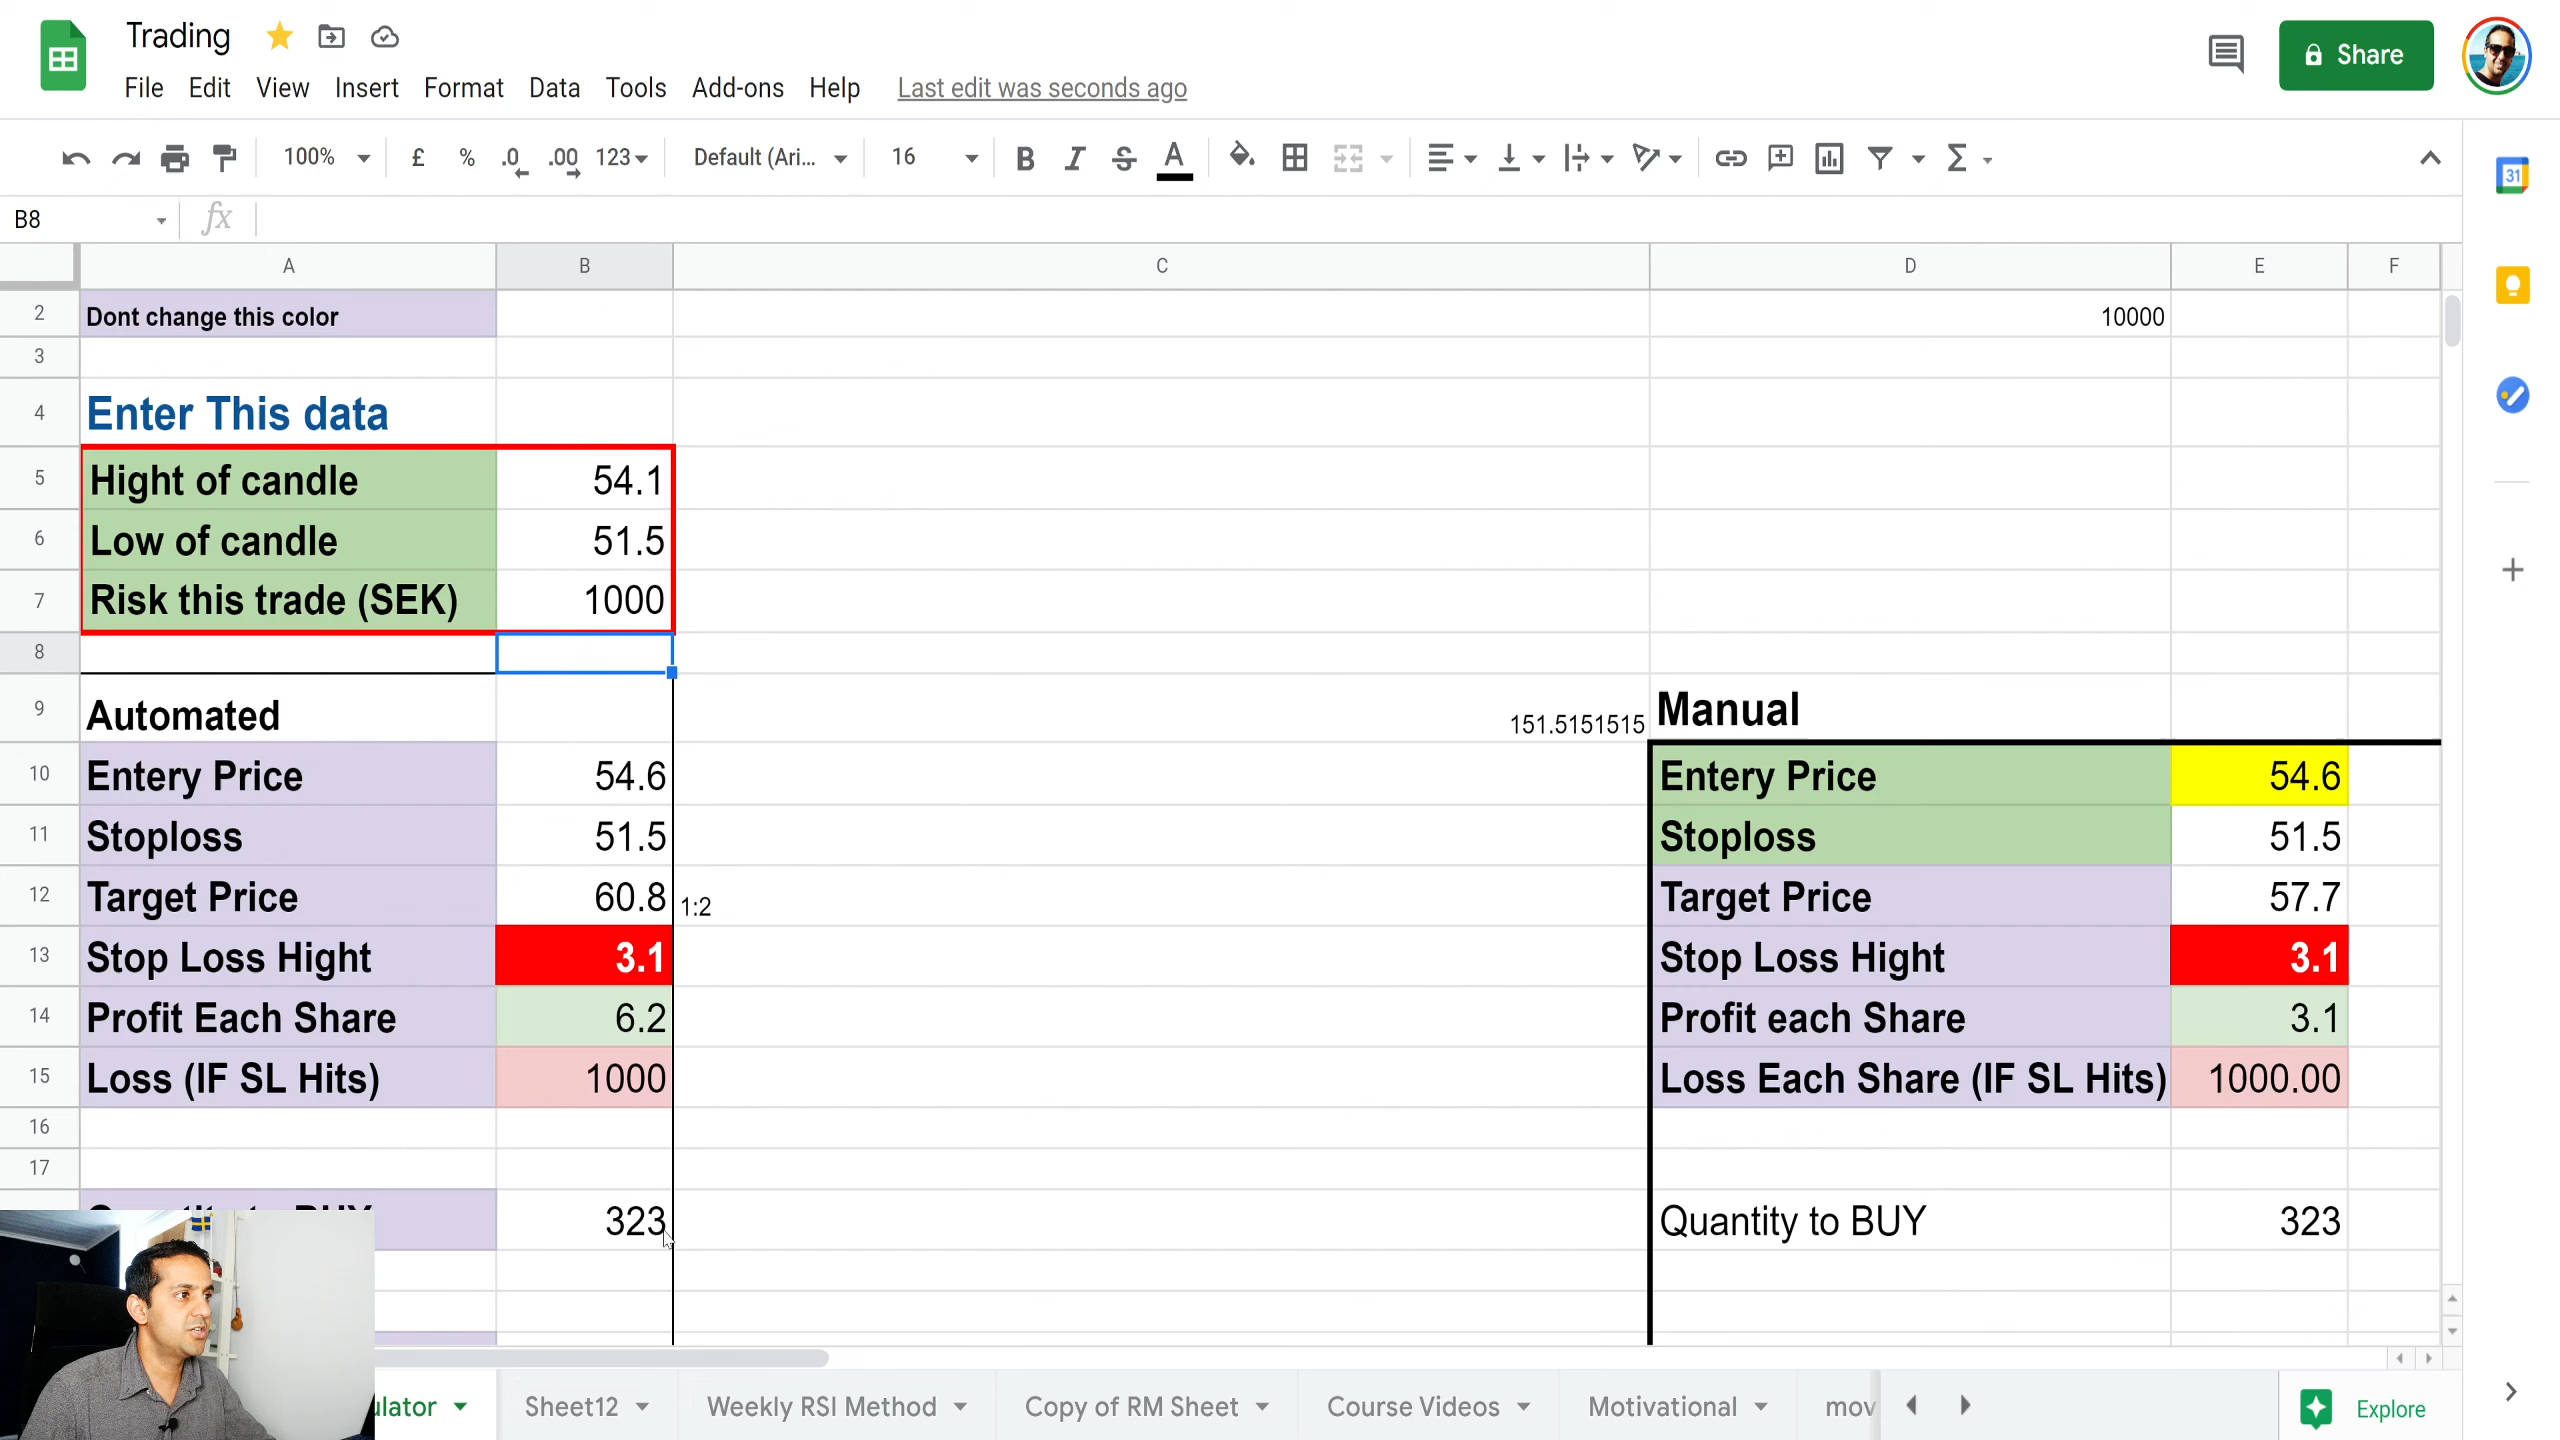 Trading
File Edit View Insert Format Data Tools Add-ons Help Last edit was seconds ago
Share
100% £ % .0 .00 123 Default (Ari... 16 B I S A
31
B8 fx
A B C D E F
2 Dont change this color 10000
3
4 Enter This data
5 Hight of candle 54.1
6 Low of candle 51.5
7 Risk this trade (SEK) 1000
8
9 Automated 151.5151515 Manual
10 Entery Price 54.6 Entery Price 54.6
11 Stoploss 51.5 Stoploss 51.5
12 Target Price 60.8 1:2 Target Price 57.7
13 Stop Loss Hight 3.1 Stop Loss Hight 3.1
14 Profit Each Share 6.2 Profit each Share 3.1
15 Loss (IF SL Hits) 1000 Loss Each Share (IF SL Hits) 1000.00
16
17
323 Quantity to BUY 323
ulator Sheet12 Weekly RSI Method Copy of RM Sheet Course Videos Motivational mov Explore